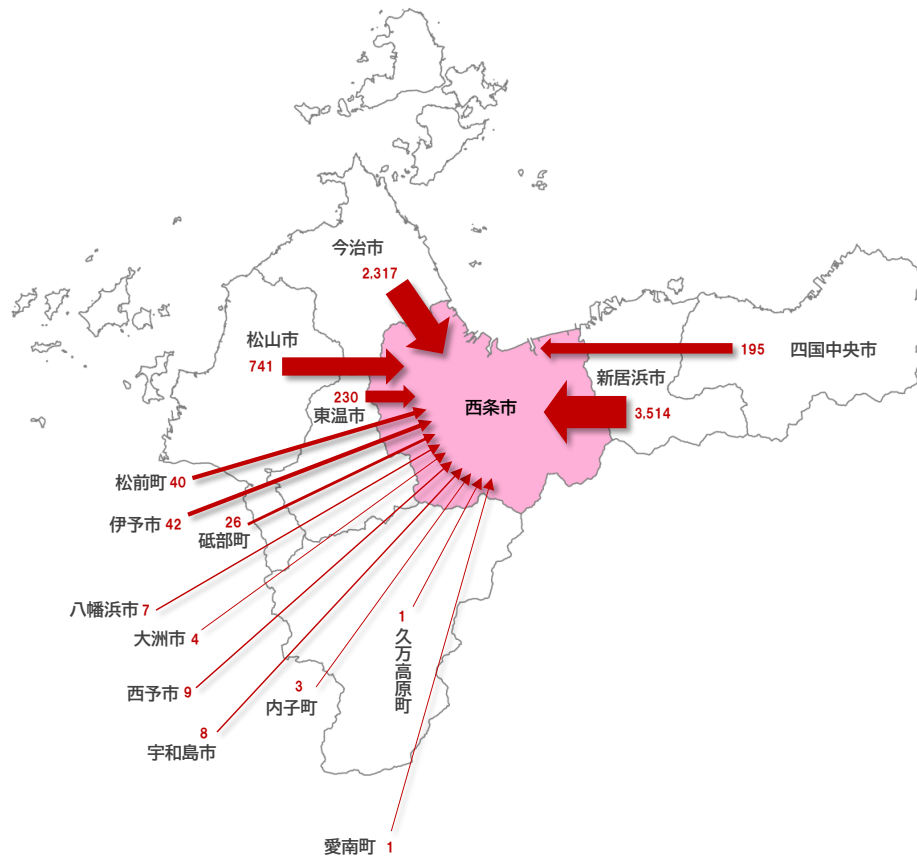 今治市
2,317
松山市
741
195
四国中央市
新居浜市
230
東温市
西条市
3,514
松前町 40
伊予市 42
26
砥部町
八幡浜市 7
大洲市 4
1
久万高原町
西予市 9
3
内子町
8
宇和島市
愛南町 1